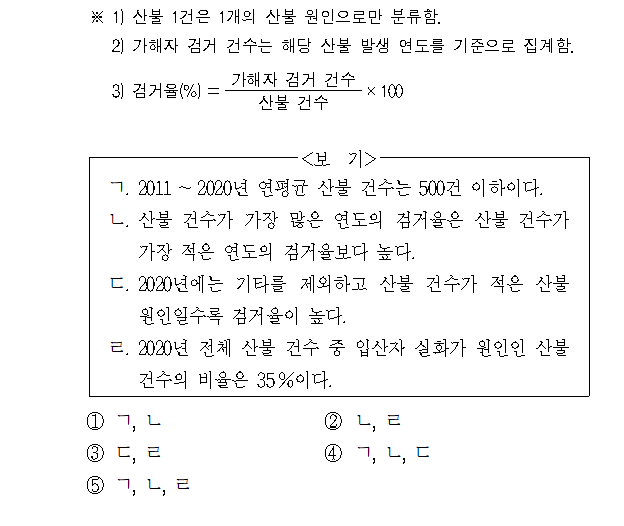 ※ 1) 산불 1건은 1개의 산불 원인으로만 분류함.
2) 가해자 검거 건수는 해당 산불 발생 연도를 기준으로 집계함.
3) 검거율(%) = 가해자 검거 건수 / 산불 건수 × 100
<보 기>
ㄱ. 2011 ~ 2020년 연평균 산불 건수는 500건 이하이다.
ㄴ. 산불 건수가 가장 많은 연도의 검거율은 산불 건수가
가장 적은 연도의 검거율보다 높다.
ㄷ. 2020년에는 기타를 제외하고 산불 건수가 적은 산불
원인일수록 검거율이 높다.
ㄹ. 2020년 전체 산불 건수 중 입산자 실화가 원인인 산불
건수의 비율은 35%이다.
① ㄱ, ㄴ
② ㄴ, ㄹ
③ ㄷ, ㄹ
④ ㄱ, ㄴ, ㄷ
⑤ ㄱ, ㄴ, ㄹ